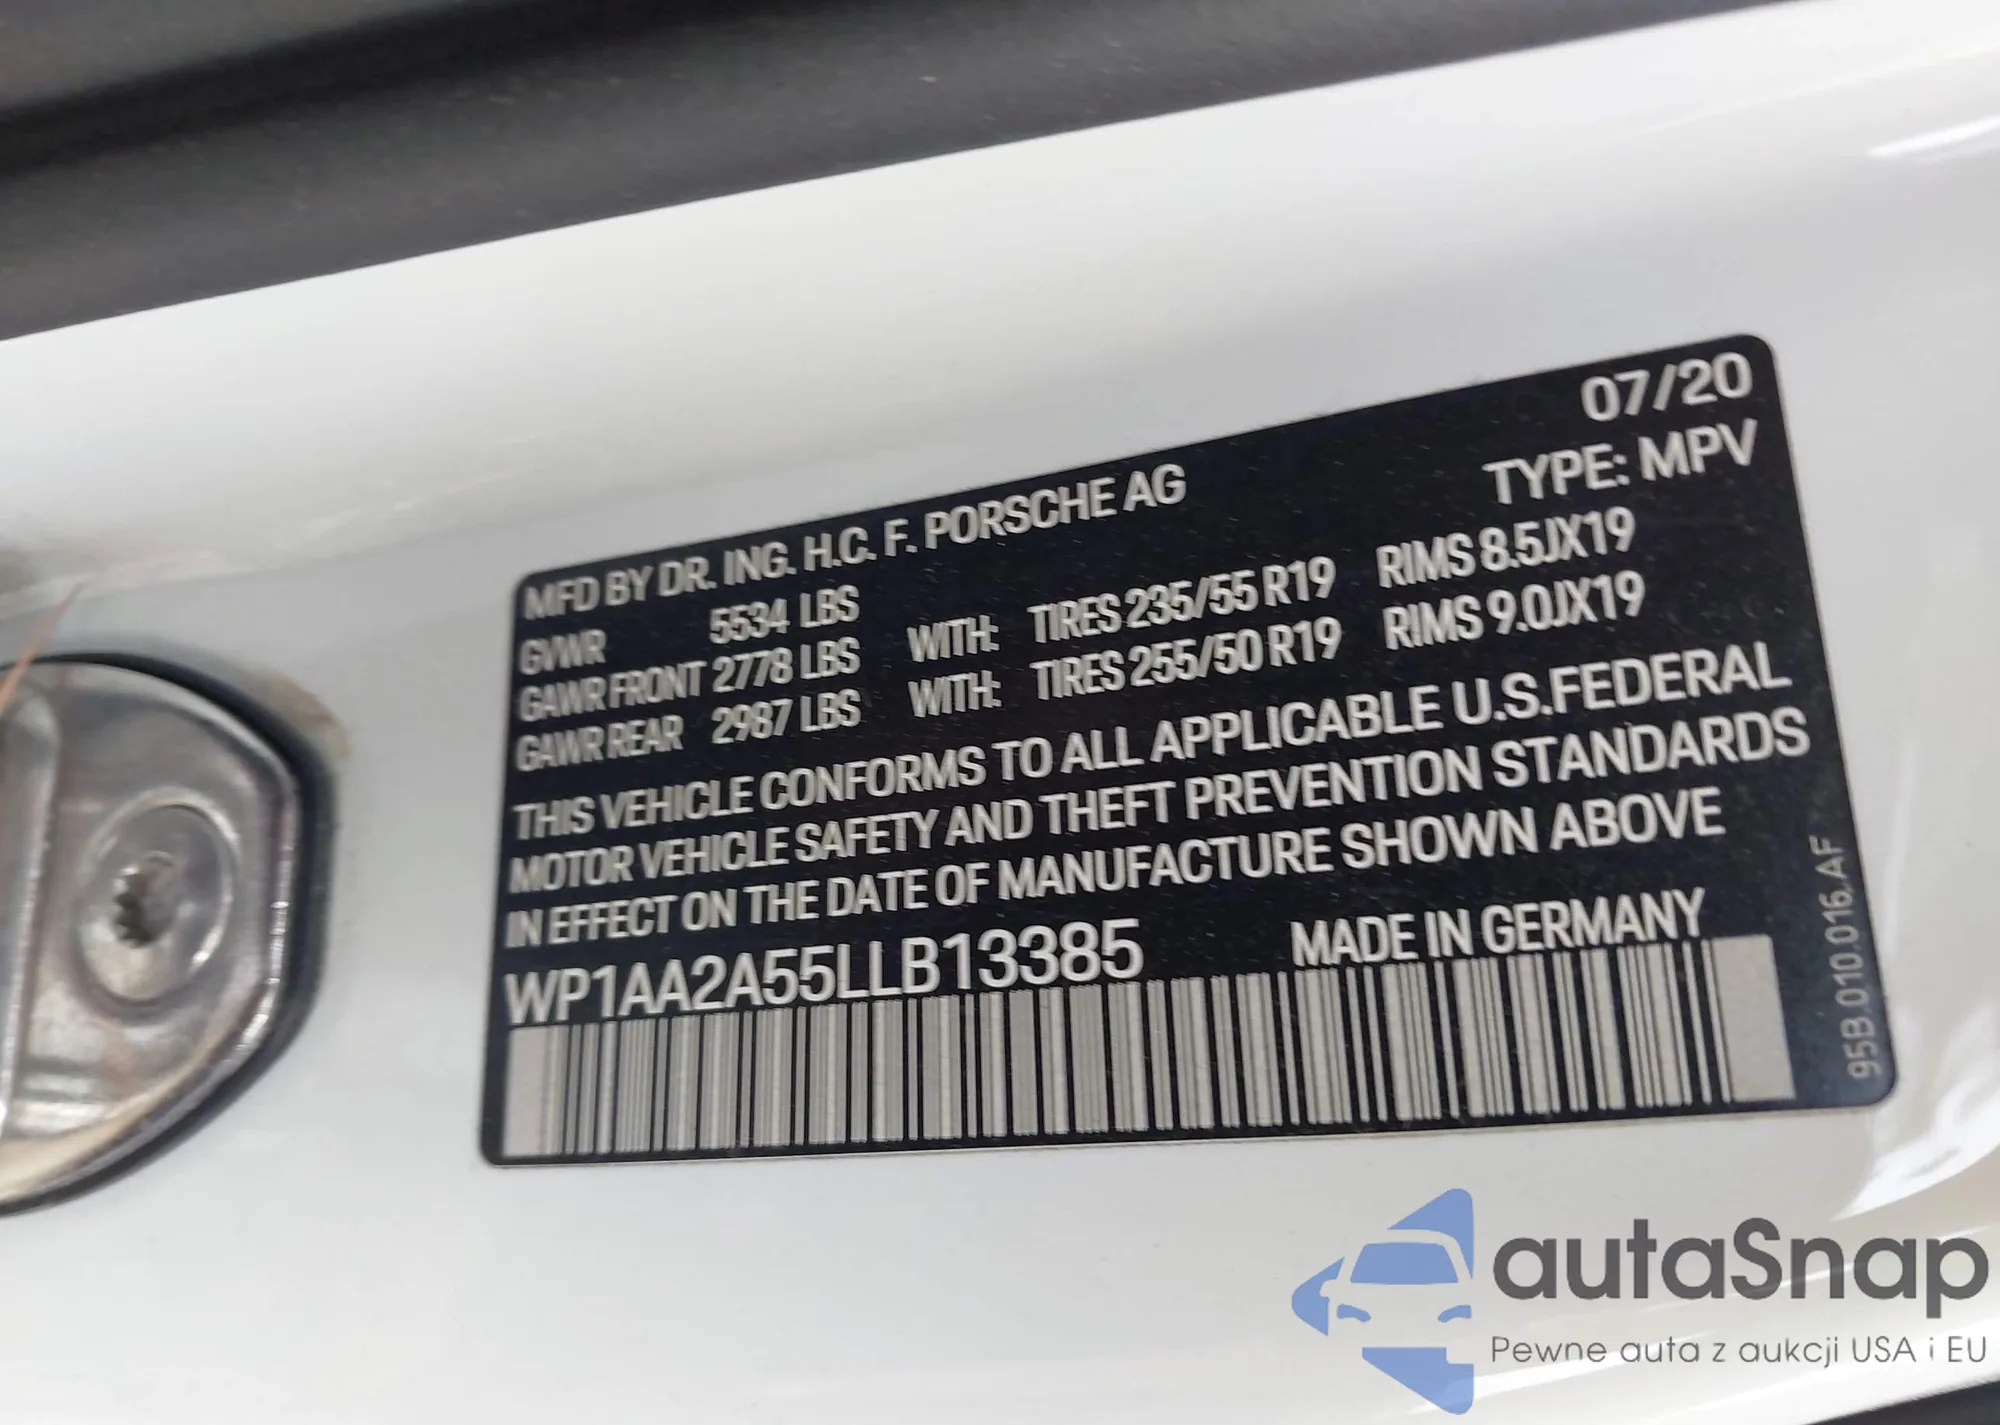 07/20
MFD BY DR. ING. H.C. F. PORSCHE AG TYPE: MPV
GVWR 5534 LBS
GAWR FRONT 2778 LBS WITH: TIRES 235/55 R19 RIMS 8.5JX19
GAWR REAR 2987 LBS WITH: TIRES 255/50 R19 RIMS 9.0JX19
THIS VEHICLE CONFORMS TO ALL APPLICABLE U.S.FEDERAL
MOTOR VEHICLE SAFETY AND THEFT PREVENTION STANDARDS
IN EFFECT ON THE DATE OF MANUFACTURE SHOWN ABOVE
WP1AA2A55LLB13385 MADE IN GERMANY
95B.010.016.AF
autaSnap
Pewne auta z aukcji USA i EU